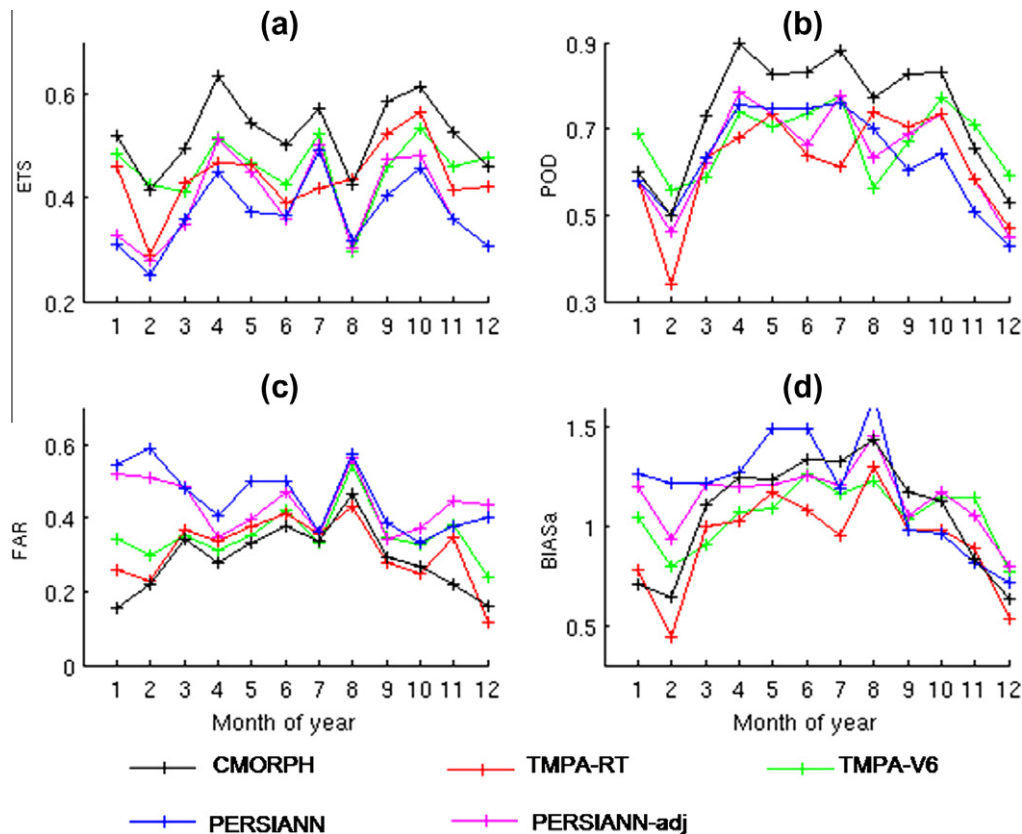 (a)
(b)
0.6
0.4
0.2
ETS
1 2 3 4 5 6 7 8 9 10 11 12
0.9
0.7
0.5
0.3
POD
1 2 3 4 5 6 7 8 9 10 11 12
(c)
(d)
0.6
0.4
0.2
0
FAR
1 2 3 4 5 6 7 8 9 10 11 12
Month of year
1.5
1
0.5
BIASa
1 2 3 4 5 6 7 8 9 10 11 12
Month of year
CMORPH
TMPA-RT
TMPA-V6
PERSIANN
PERSIANN-adj